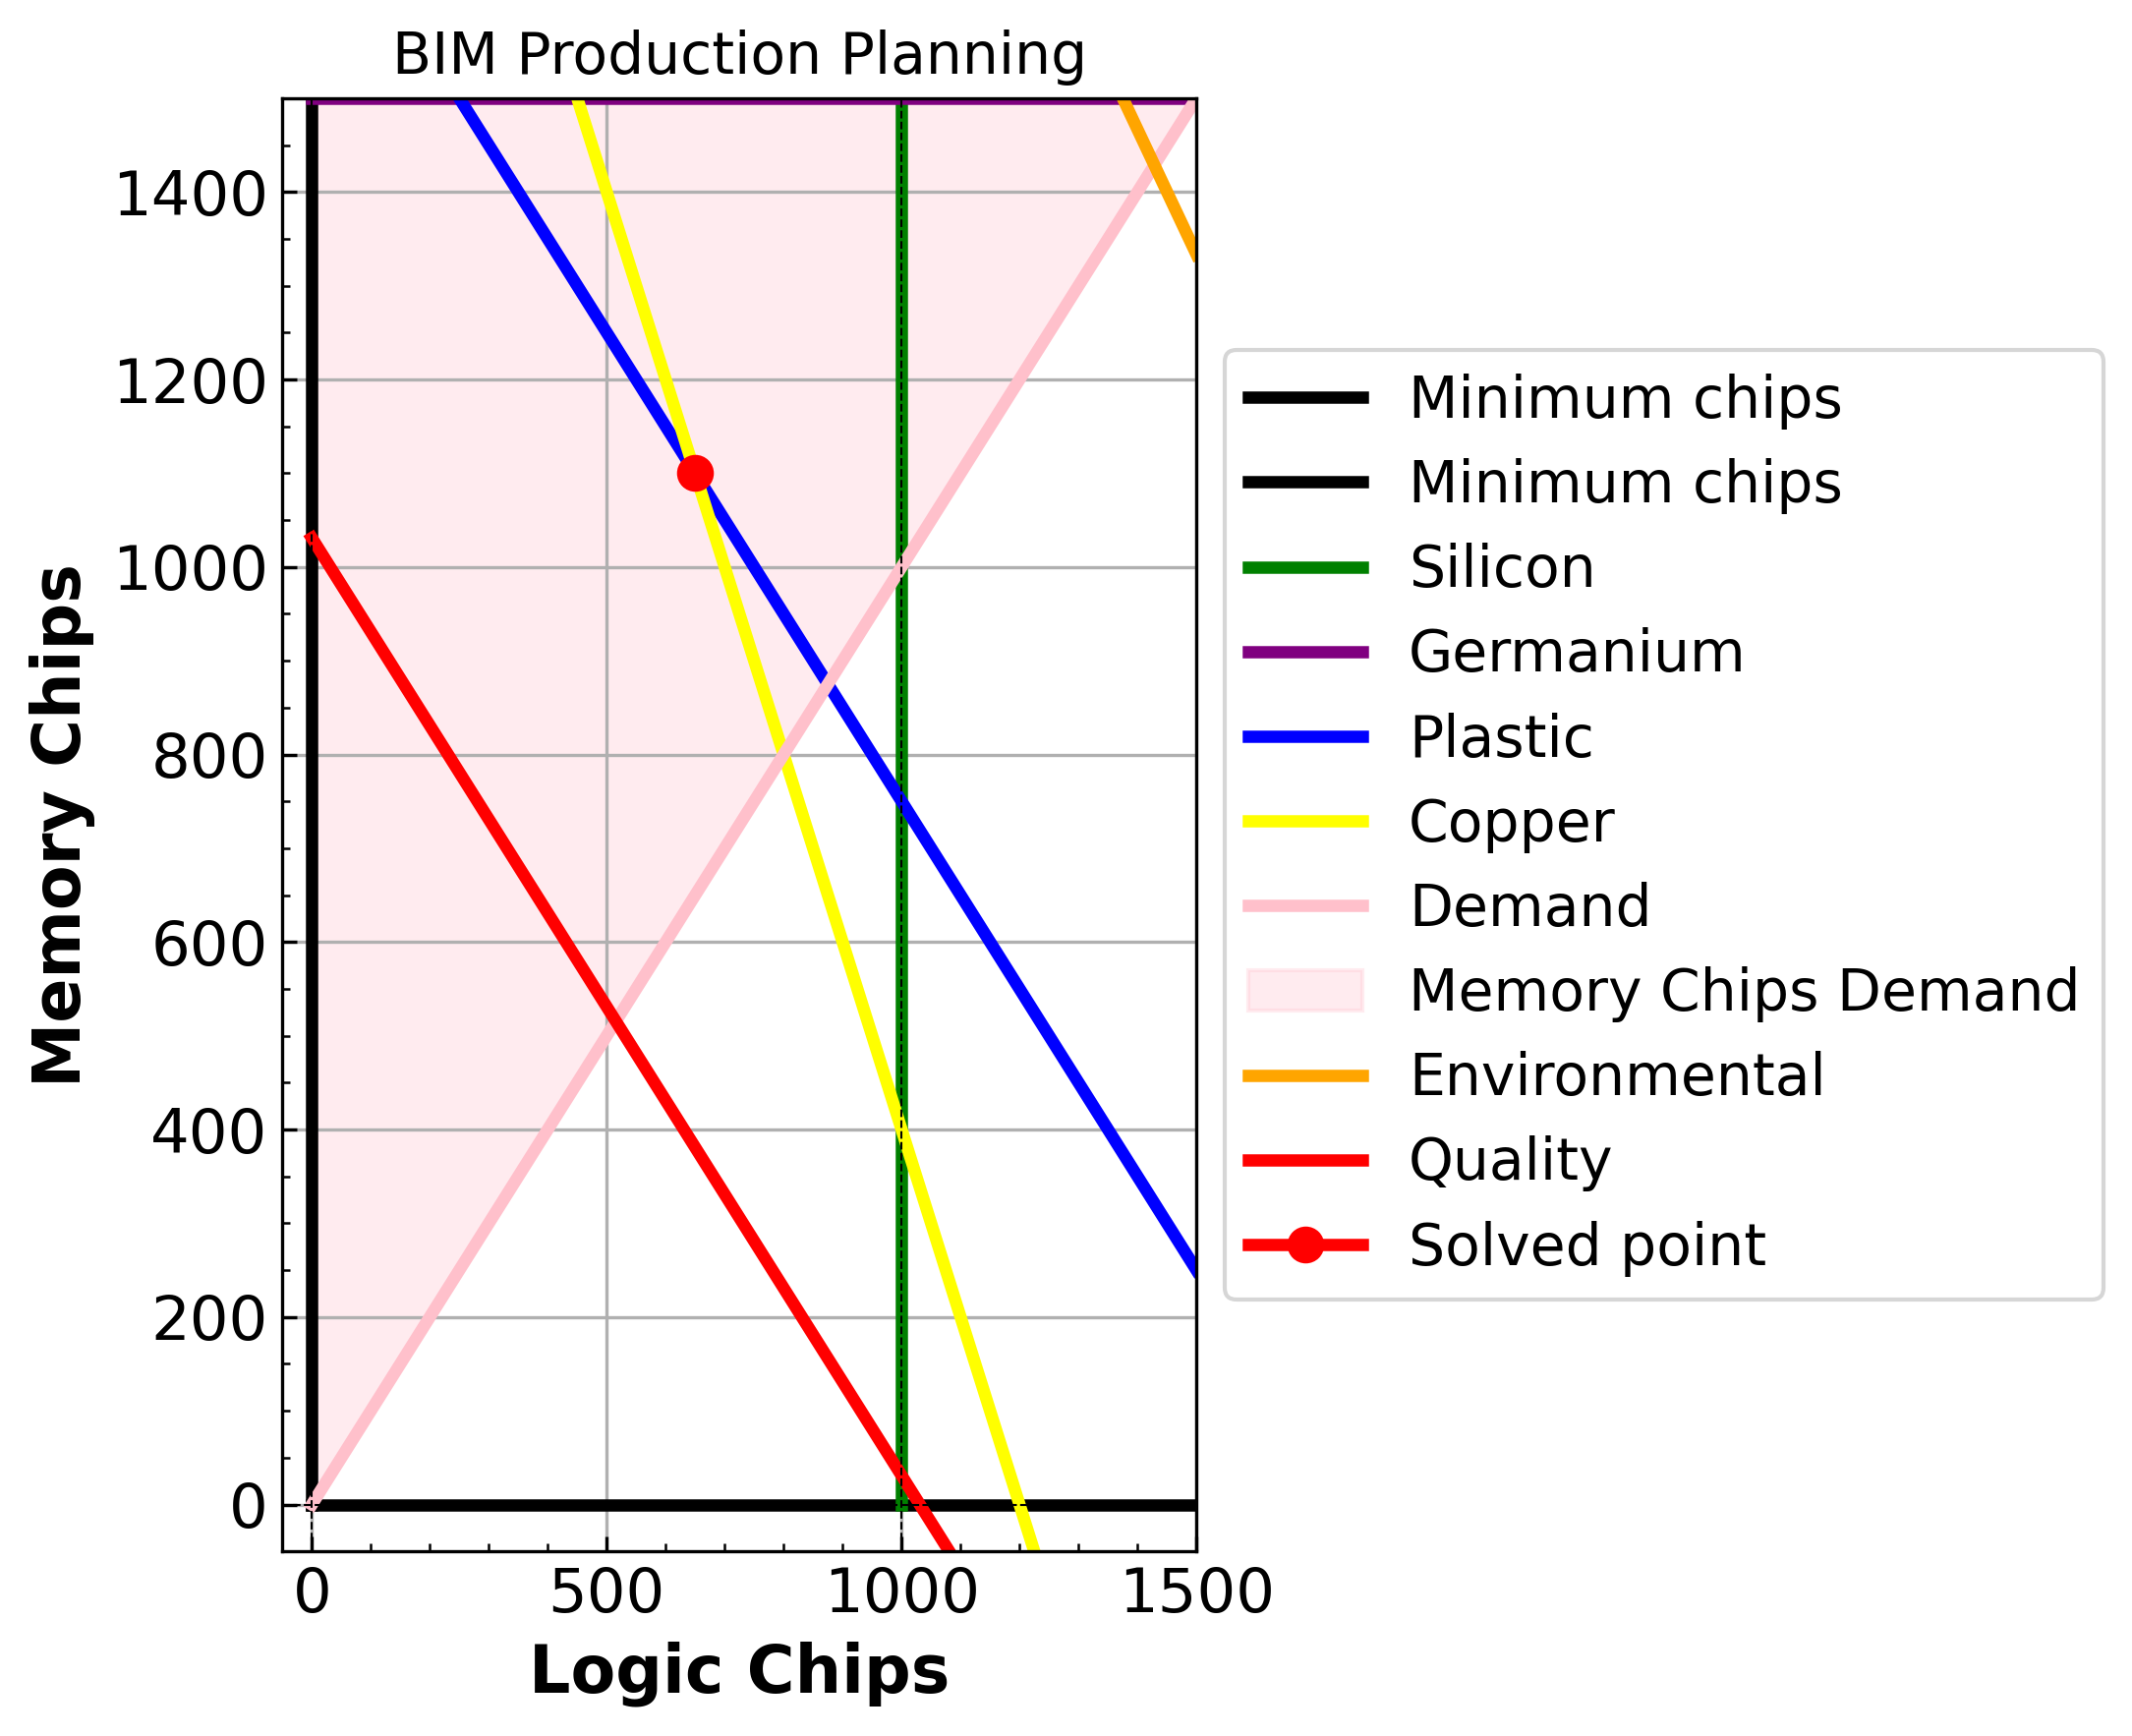 BIM Production Planning
1400
1200
1000
800
600
400
200
0
Memory Chips
0 500 1000 1500
Logic Chips
Minimum chips
Minimum chips
Silicon
Germanium
Plastic
Copper
Demand
Memory Chips Demand
Environmental
Quality
Solved point